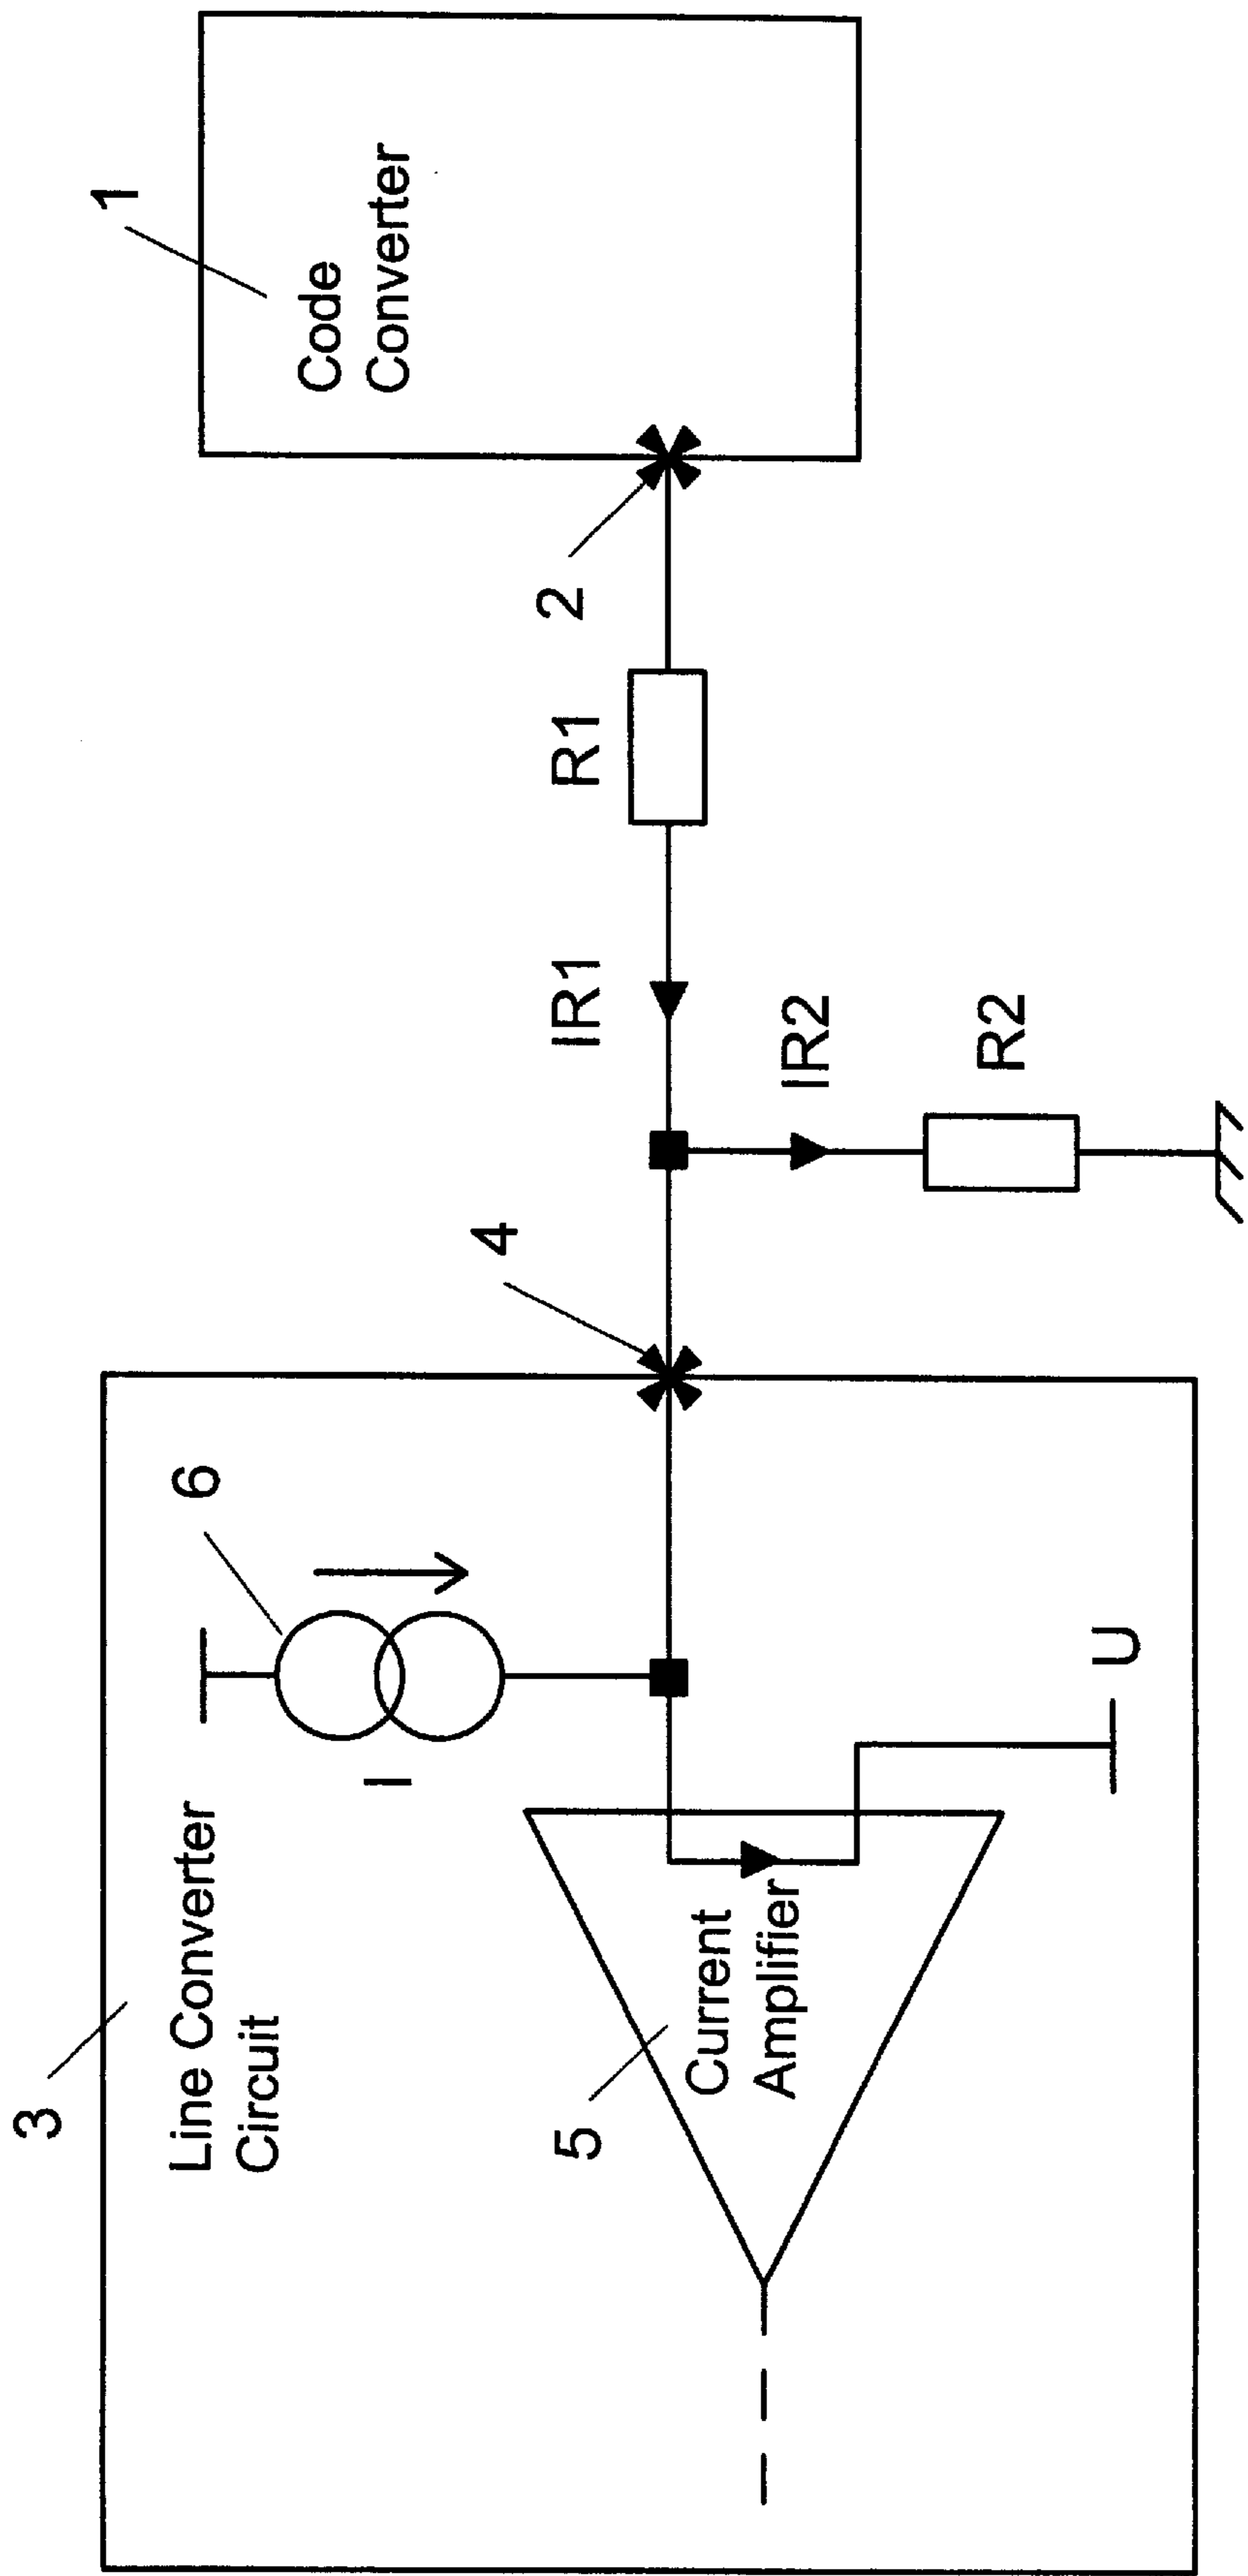 1
Code
Converter
2
R1
IR1
IR2
R2
4
6
I
U
3
Line Converter
Circuit
5
Current
Amplifier